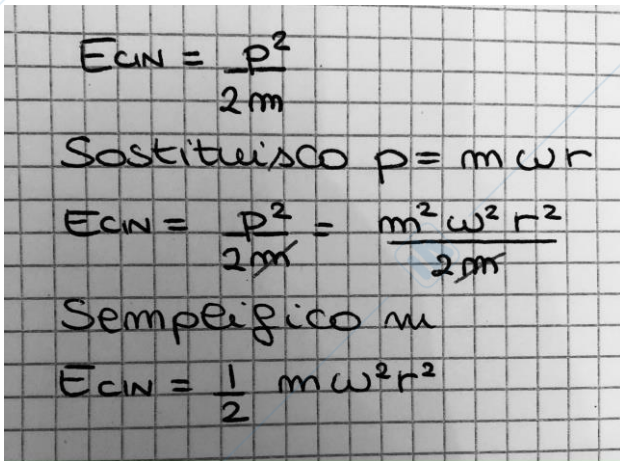 Ecin = p²/2m
Sostituisco p = mωr
Ecin = p²/2m = m²ω²r²/2m
Semplifico m
Ecin = 1/2 mω²r²